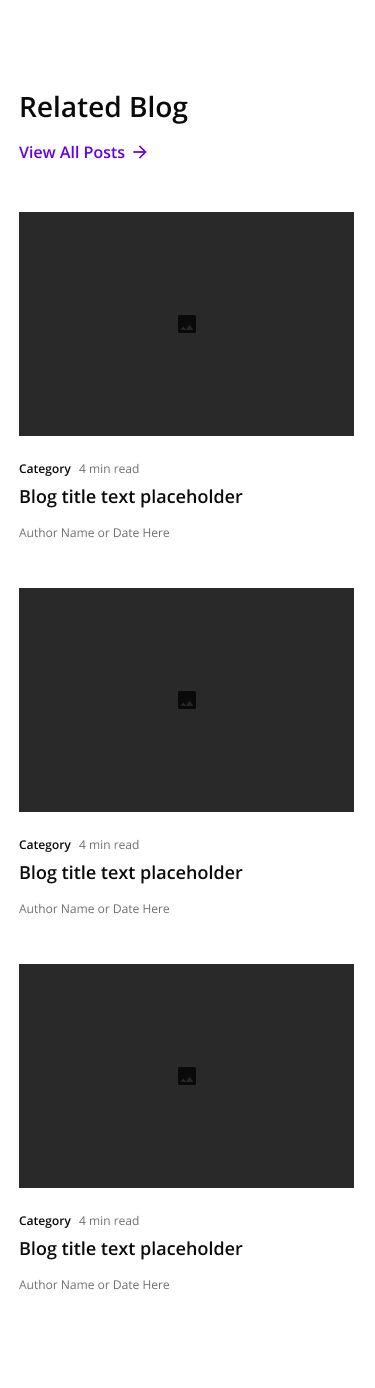 Related Blog
View All Posts →
Category 4 min read
Blog title text placeholder
Author Name or Date Here
Category 4 min read
Blog title text placeholder
Author Name or Date Here
Category 4 min read
Blog title text placeholder
Author Name or Date Here